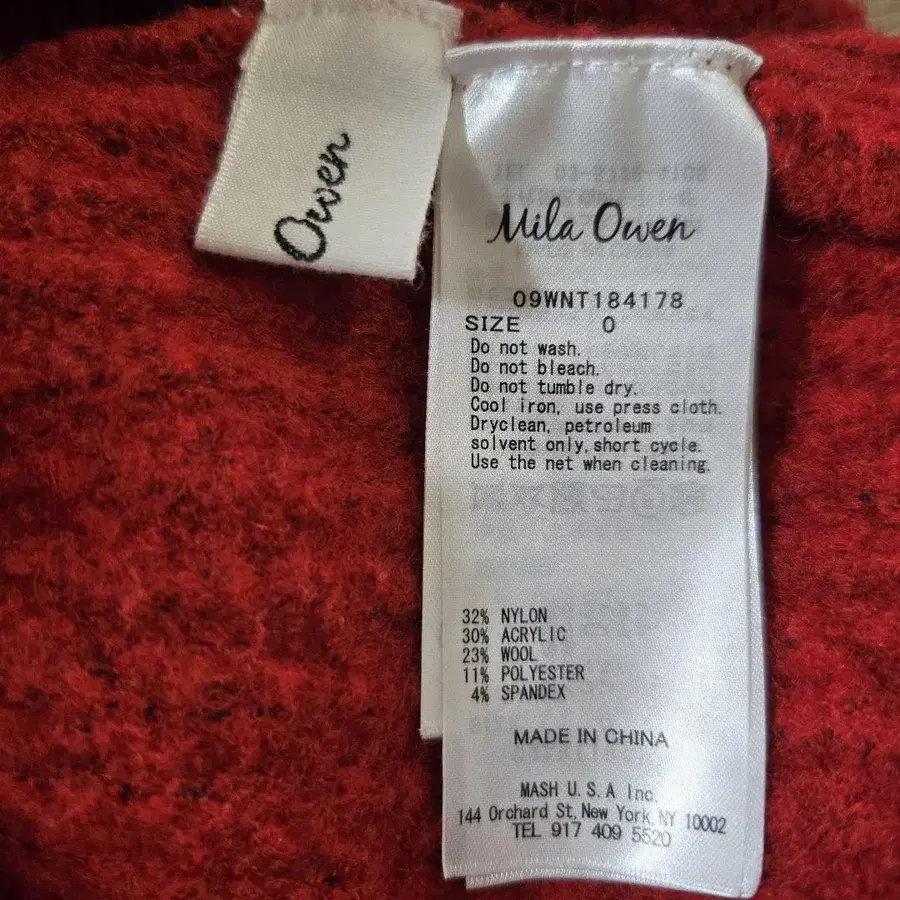 Owen
Mila Owen
09WNT184178
SIZE 0
Do not wash.
Do not bleach.
Do not tumble dry.
Cool iron, use press cloth.
Dryclean, petroleum
solvent only, short cycle.
Use the net when cleaning.
32% NYLON
30% ACRYLIC
23% WOOL
11% POLYESTER
4% SPANDEX
MADE IN CHINA
MASH U.S.A Inc.
144 Orchard St, New York, NY 10002
TEL 917 409 5520